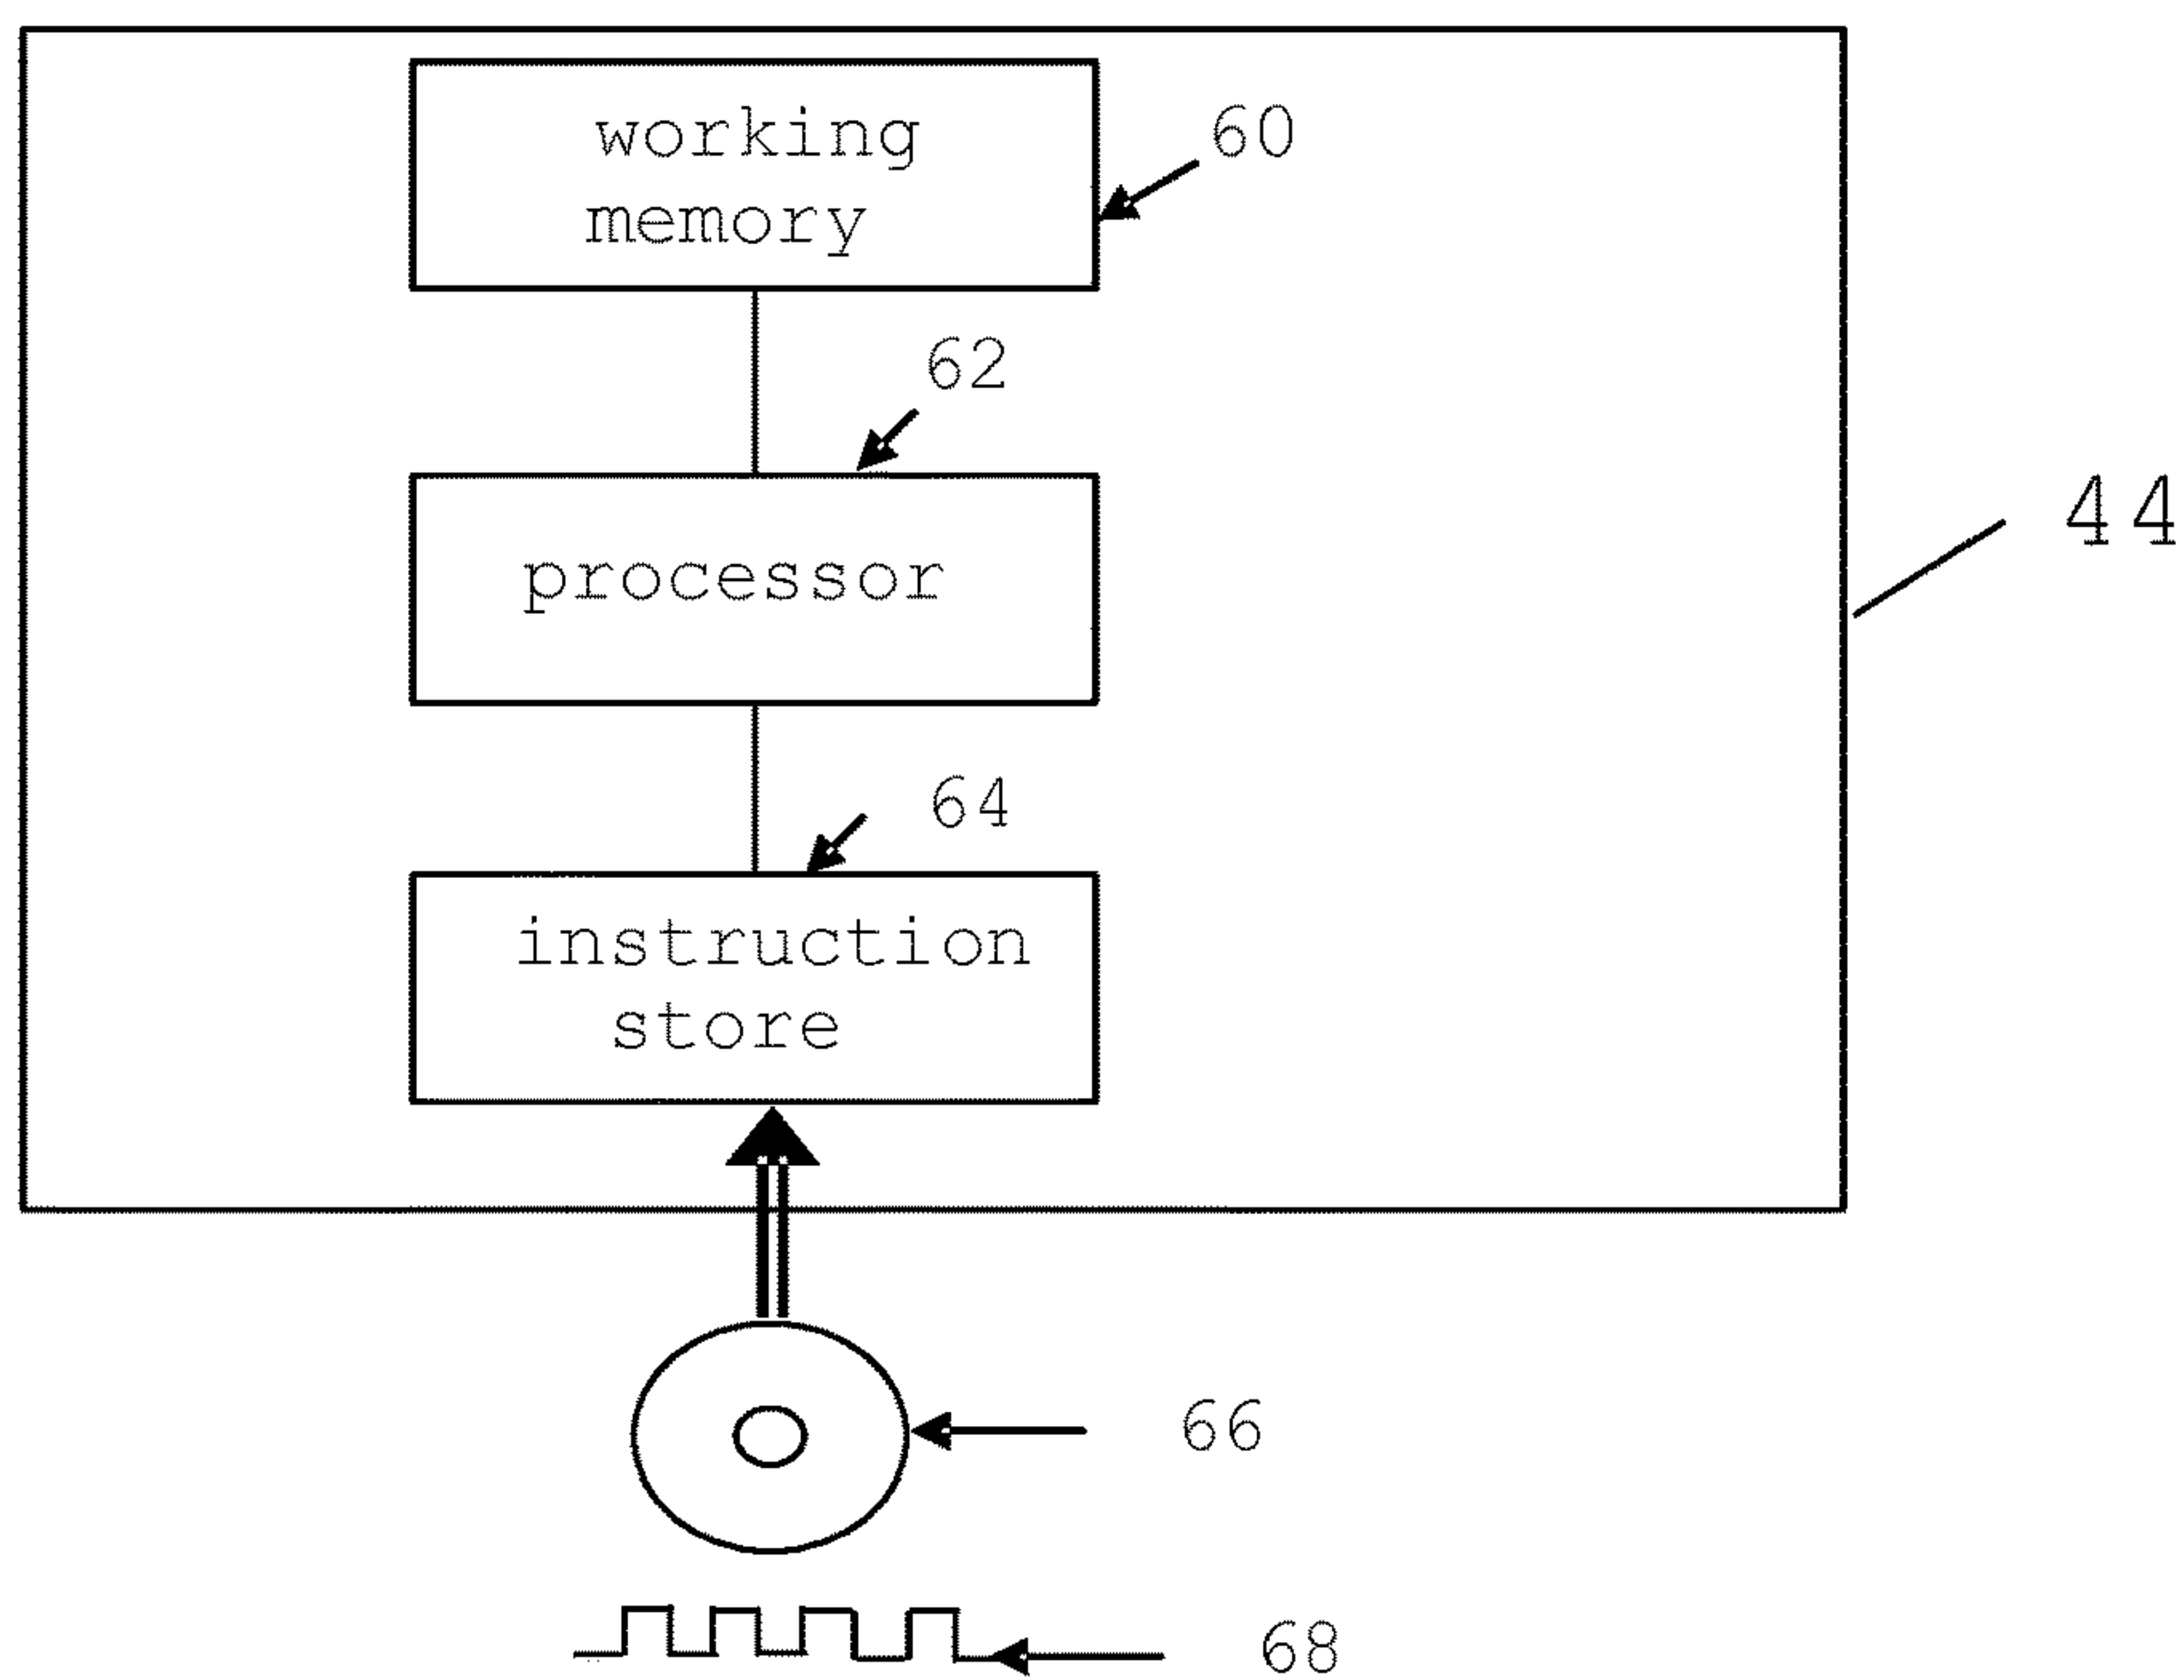 working
memory
60
62
processor
44
64
instruction
store
66
68